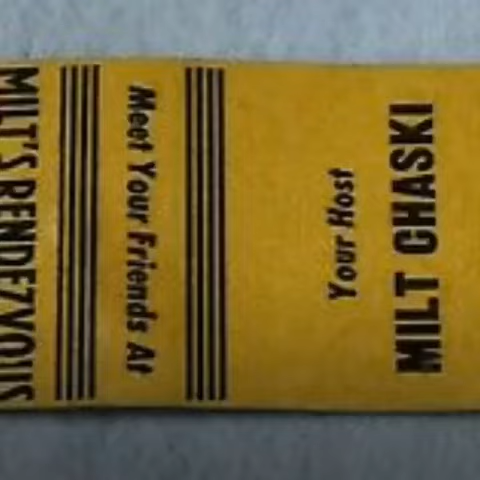 Meet Your Friends At
MILT'S RENDEZVOUS
Your Host
MILT CHASKI